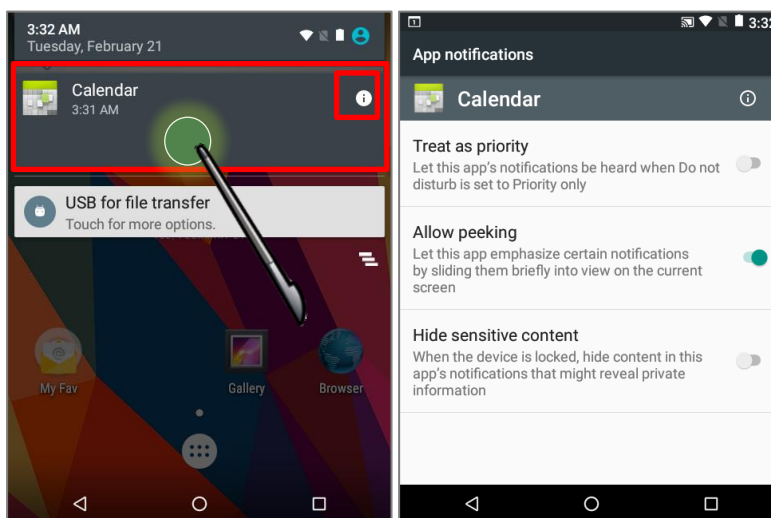 3:32 AM
Tuesday, February 21
Calendar
3:31 AM
USB for file transfer
Touch for more options.
My Fav
Gallery
Browser
3:32
App notifications
Calendar
Treat as priority
Let this app's notifications be heard when Do not
disturb is set to Priority only
Allow peeking
Let this app emphasize certain notifications
by sliding them briefly into view on the current
screen
Hide sensitive content
When the device is locked, hide content in this
app's notifications that might reveal private
information